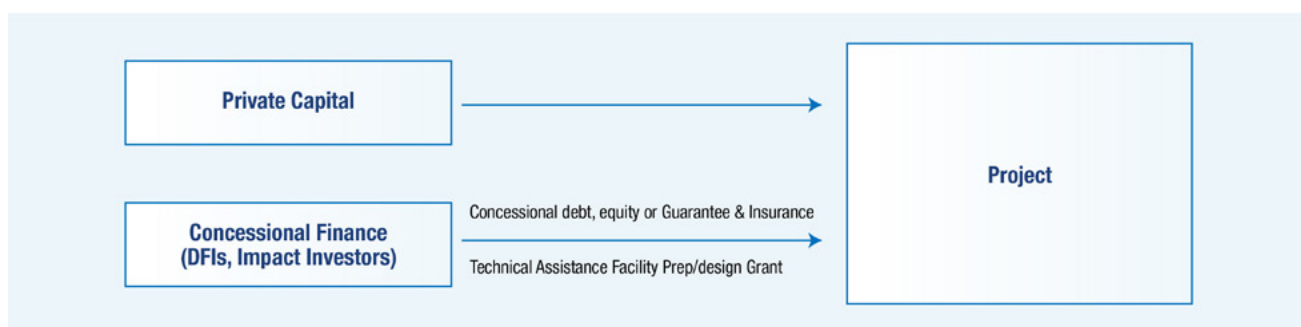 Private Capital
Project
Concessional debt, equity or Guarantee & Insurance
Concessional Finance
(DFIs, Impact Investors)
Technical Assistance Facility Prep/design Grant